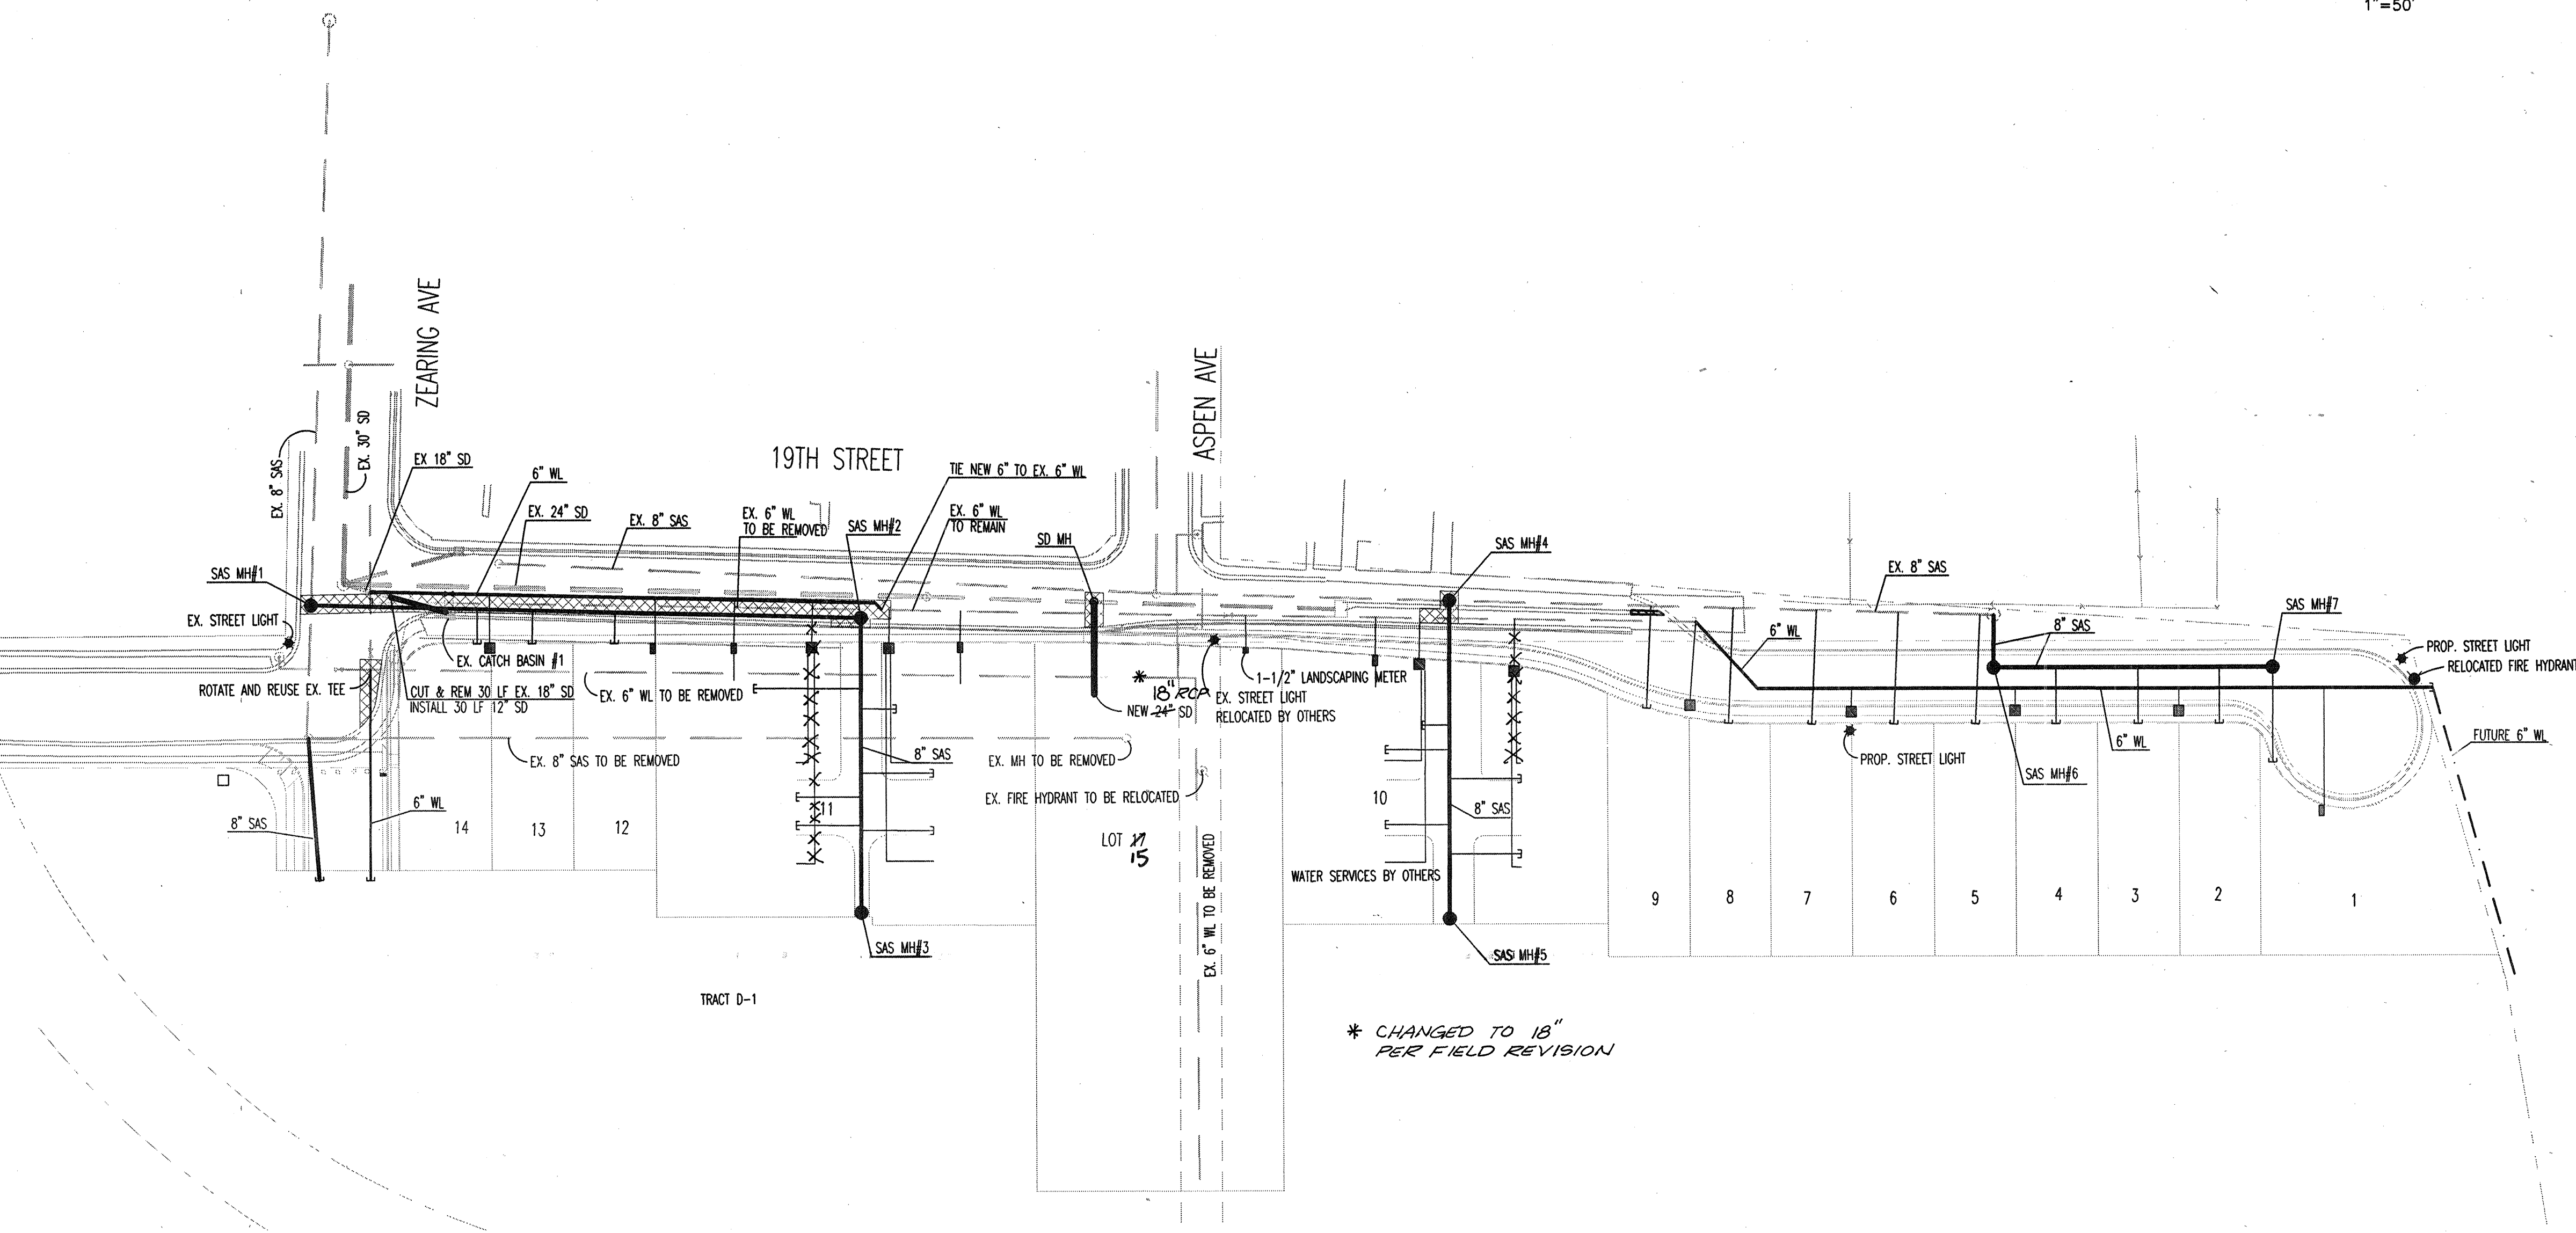 1"=50'
ZEARING AVE
EX. 8" SAS
EX. 30" SD
ASPEN AVE
19TH STREET
EX 18" SD
6" WL
EX. 24" SD
EX. 8" SAS
EX. 6" WL
TO BE REMOVED
SAS MH#2
TIE NEW 6" TO EX. 6" WL
EX. 6" WL
TO REMAIN
SD MH
SAS MH#4
SAS MH#1
EX. STREET LIGHT
EX. 8" SAS
SAS MH#7
8" SAS
6" WL
PROP. STREET LIGHT
RELOCATED FIRE HYDRANT
EX. CATCH BASIN #1
ROTATE AND REUSE EX. TEE
CUT & REM 30 LF EX. 18" SD
INSTALL 30 LF 12" SD
EX. 6" WL TO BE REMOVED
* 18" RCP
NEW 24" SD
1-1/2" LANDSCAPING METER
EX. STREET LIGHT
RELOCATED BY OTHERS
EX. 8" SAS TO BE REMOVED
8" SAS
EX. MH TO BE REMOVED
EX. FIRE HYDRANT TO BE RELOCATED
PROP. STREET LIGHT
6" WL
SAS MH#6
FUTURE 6" WL
8" SAS
6" WL
14
13
12
11
LOT 17
15
EX. 6" WL TO BE REMOVED
10
8" SAS
WATER SERVICES BY OTHERS
9
8
7
6
5
4
3
2
1
SAS MH#3
SAS MH#5
TRACT D-1
* CHANGED TO 18"
PER FIELD REVISION